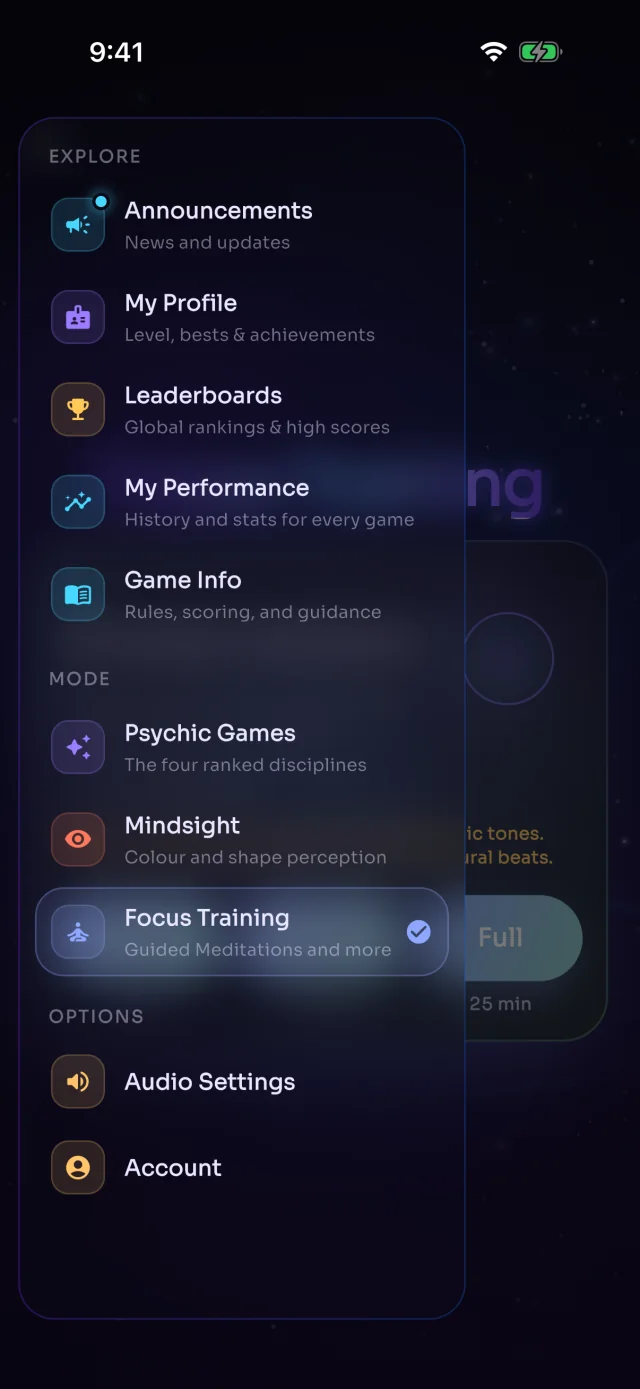 9:41
EXPLORE
Announcements
News and updates
My Profile
Level, bests & achievements
Leaderboards
Global rankings & high scores
ng
My Performance
History and stats for every game
Game Info
Rules, scoring, and guidance
MODE
Psychic Games
The four ranked disciplines
Mindsight
ic tones.
Colour and shape perception
ural beats.
Focus Training
Guided Meditations and more
Full
25 min
OPTIONS
Audio Settings
Account